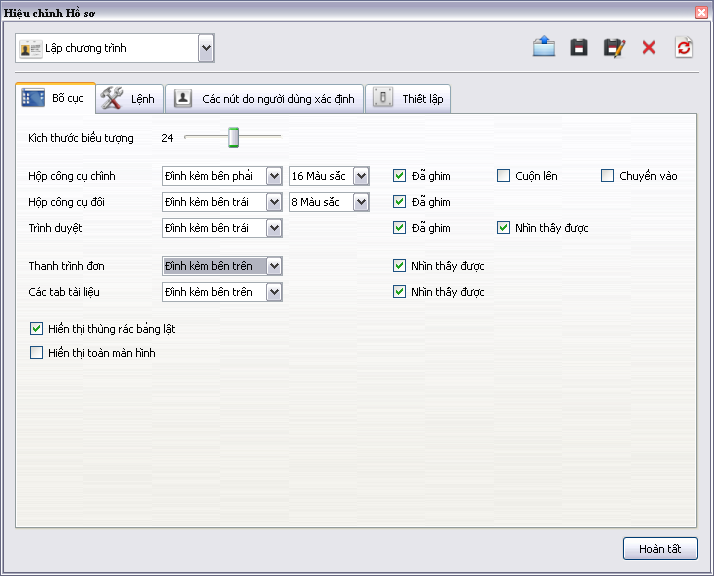 Hiệu chỉnh Hồ sơ
Lập chương trình
Bố cục
Lệnh
Các nút do người dùng xác định
Thiết lập
Kích thước biểu tượng 24
Hộp công cụ chính Đính kèm bên phải 16 Màu sắc Đã ghim Cuộn lên Chuyển vào
Hộp công cụ đôi Đính kèm bên trái 8 Màu sắc Đã ghim
Trình duyệt Đính kèm bên trái Đã ghim Nhìn thấy được
Thanh trình đơn Đính kèm bên trên Nhìn thấy được
Các tab tài liệu Đính kèm bên trên Nhìn thấy được
Hiển thị thùng rác bảng lật
Hiển thị toàn màn hình
Hoàn tất